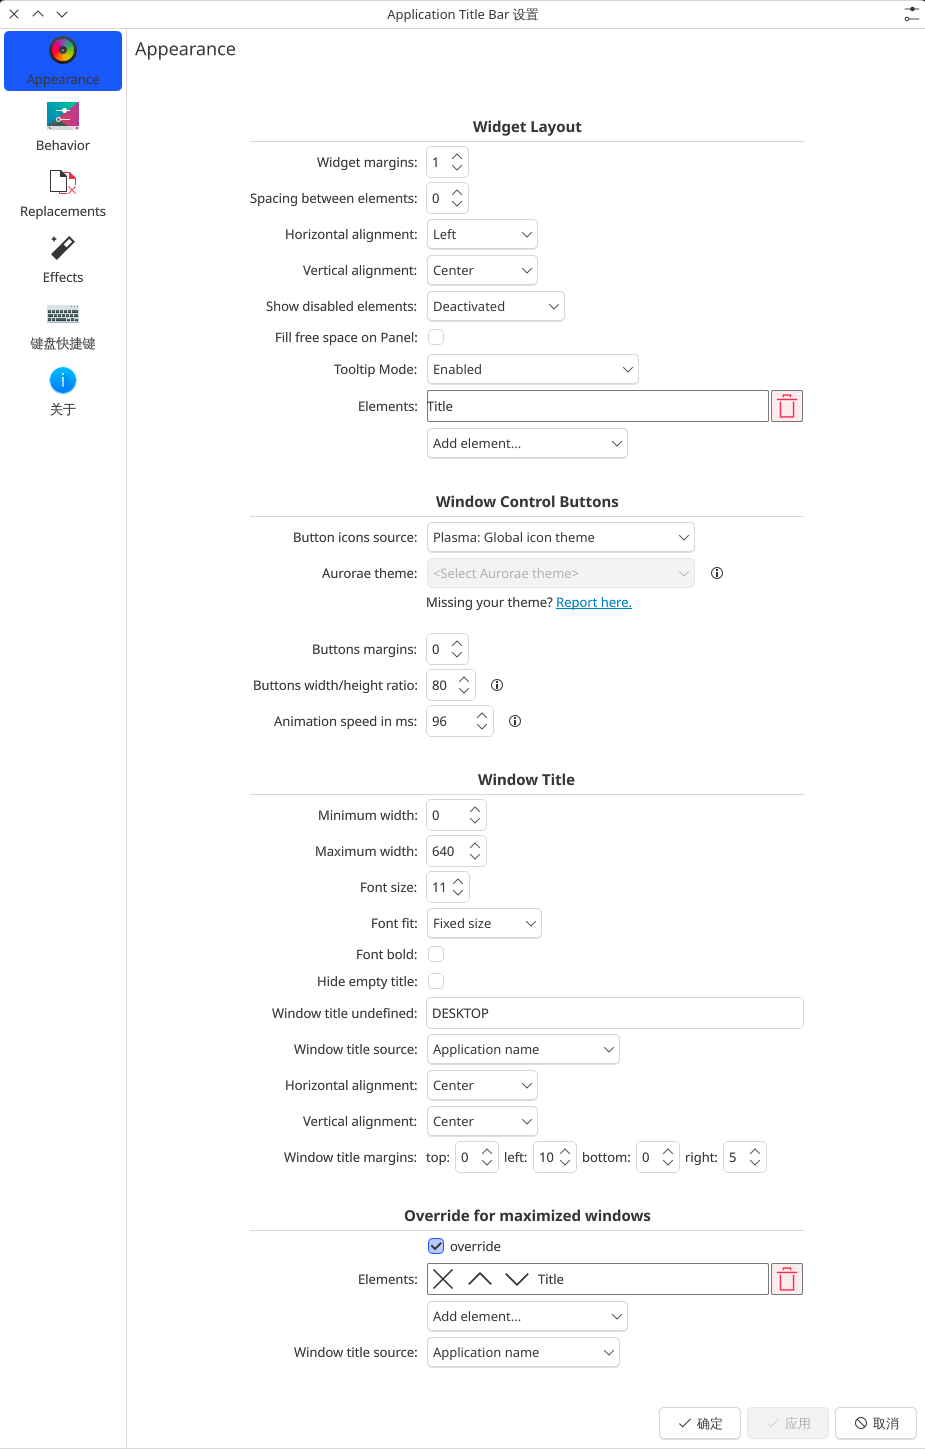 Application Title Bar 设置
Appearance
Behavior
Replacements
Effects
键盘快捷键
关于
Appearance
Widget Layout
Widget margins: 1
Spacing between elements: 0
Horizontal alignment: Left
Vertical alignment: Center
Show disabled elements: Deactivated
Fill free space on Panel:
Tooltip Mode: Enabled
Elements: Title
Add element...
Window Control Buttons
Button icons source: Plasma: Global icon theme
Aurorae theme: <Select Aurorae theme>
Missing your theme? Report here.
Buttons margins: 0
Buttons width/height ratio: 80
Animation speed in ms: 96
Window Title
Minimum width: 0
Maximum width: 640
Font size: 11
Font fit: Fixed size
Font bold:
Hide empty title:
Window title undefined: DESKTOP
Window title source: Application name
Horizontal alignment: Center
Vertical alignment: Center
Window title margins: top: 0 left: 10 bottom: 0 right: 5
Override for maximized windows
override
Elements: Title
Add element...
Window title source: Application name
确定 应用 取消